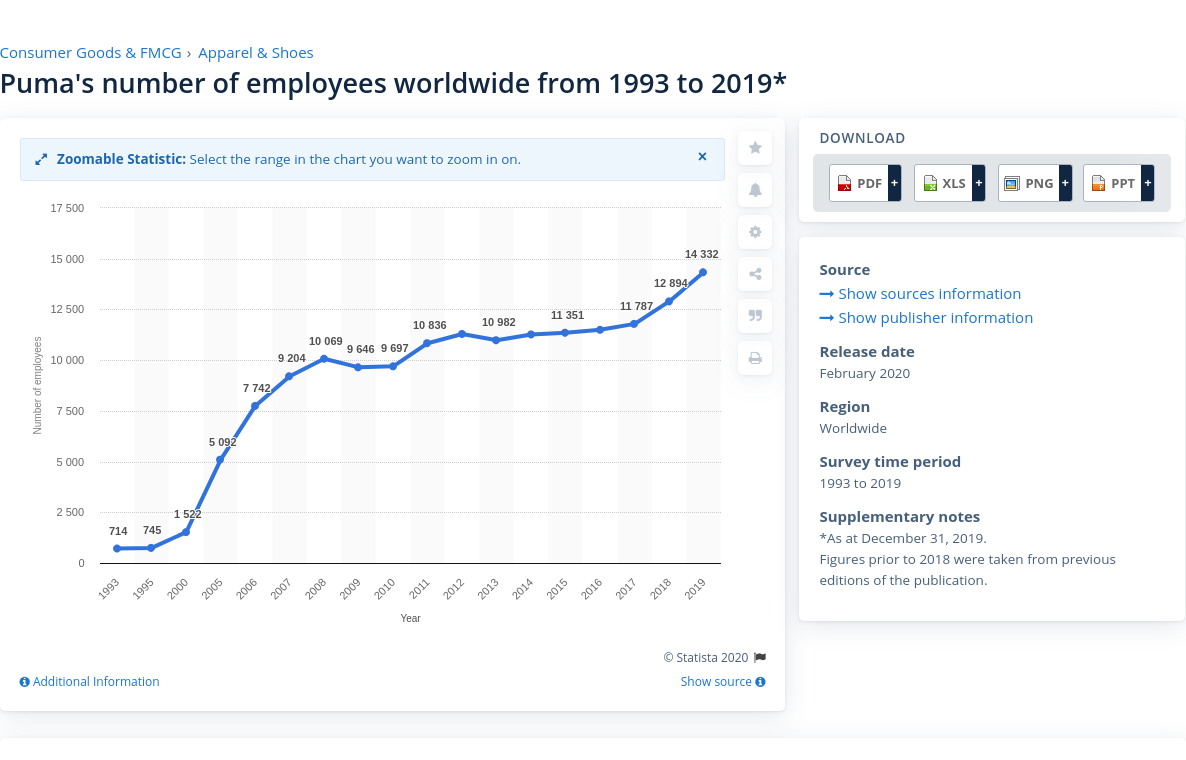 Consumer Goods & FMCG › Apparel & Shoes
Puma's number of employees worldwide from 1993 to 2019*
Zoomable Statistic: Select the range in the chart you want to zoom in on.
×
17 500
15 000
12 500
10 000
7 500
5 000
2 500
0
Number of employees
714
745
1 522
5 092
7 742
9 204
10 069
9 646
9 697
10 836
10 982
11 351
11 787
12 894
14 332
1993
1995
2000
2005
2006
2007
2008
2009
2010
2011
2012
2013
2014
2015
2016
2017
2018
2019
Year
© Statista 2020
Additional Information
Show source
DOWNLOAD
PDF +
XLS +
PNG +
PPT +
Source
Show sources information
Show publisher information
Release date
February 2020
Region
Worldwide
Survey time period
1993 to 2019
Supplementary notes
*As at December 31, 2019.
Figures prior to 2018 were taken from previous
editions of the publication.